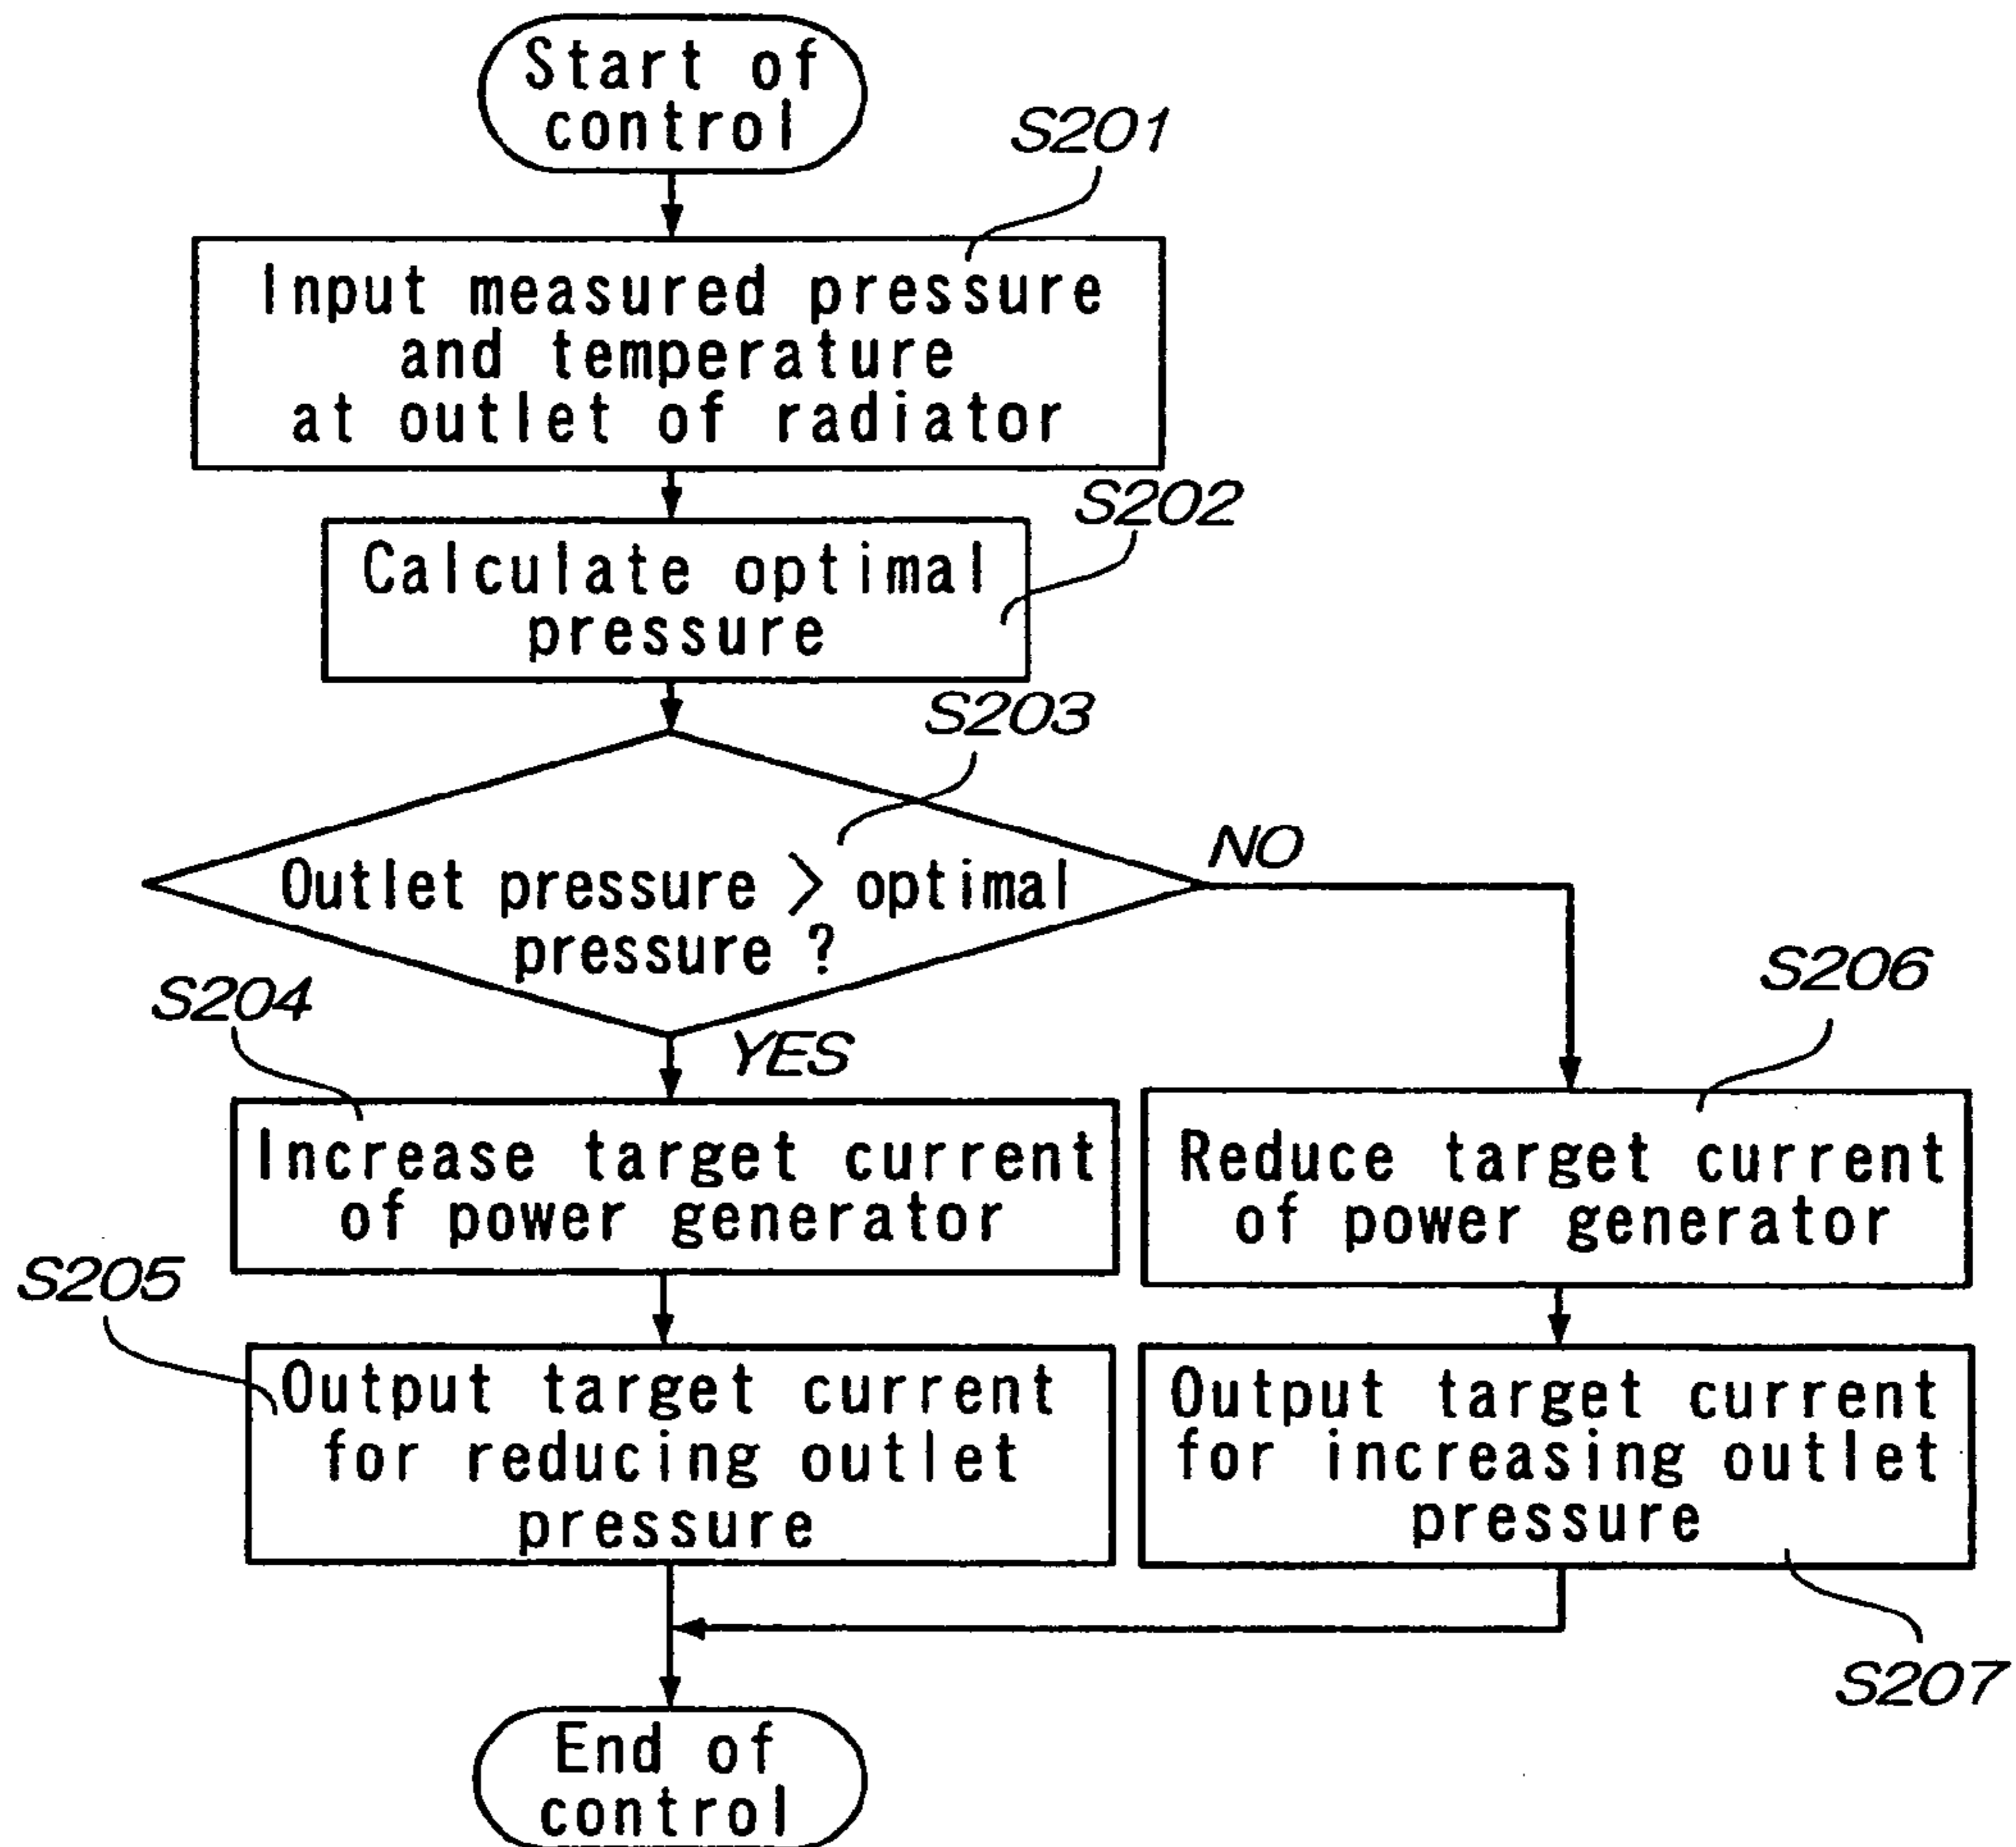 Start of
control
S201
Input measured pressure
and temperature
at outlet of radiator
S202
Calculate optimal
pressure
S203
Outlet pressure > optimal
pressure ?
NO
YES
S204
Increase target current
of power generator
S206
Reduce target current
of power generator
S205
Output target current
for reducing outlet
pressure
Output target current
for increasing outlet
pressure
S207
End of
control